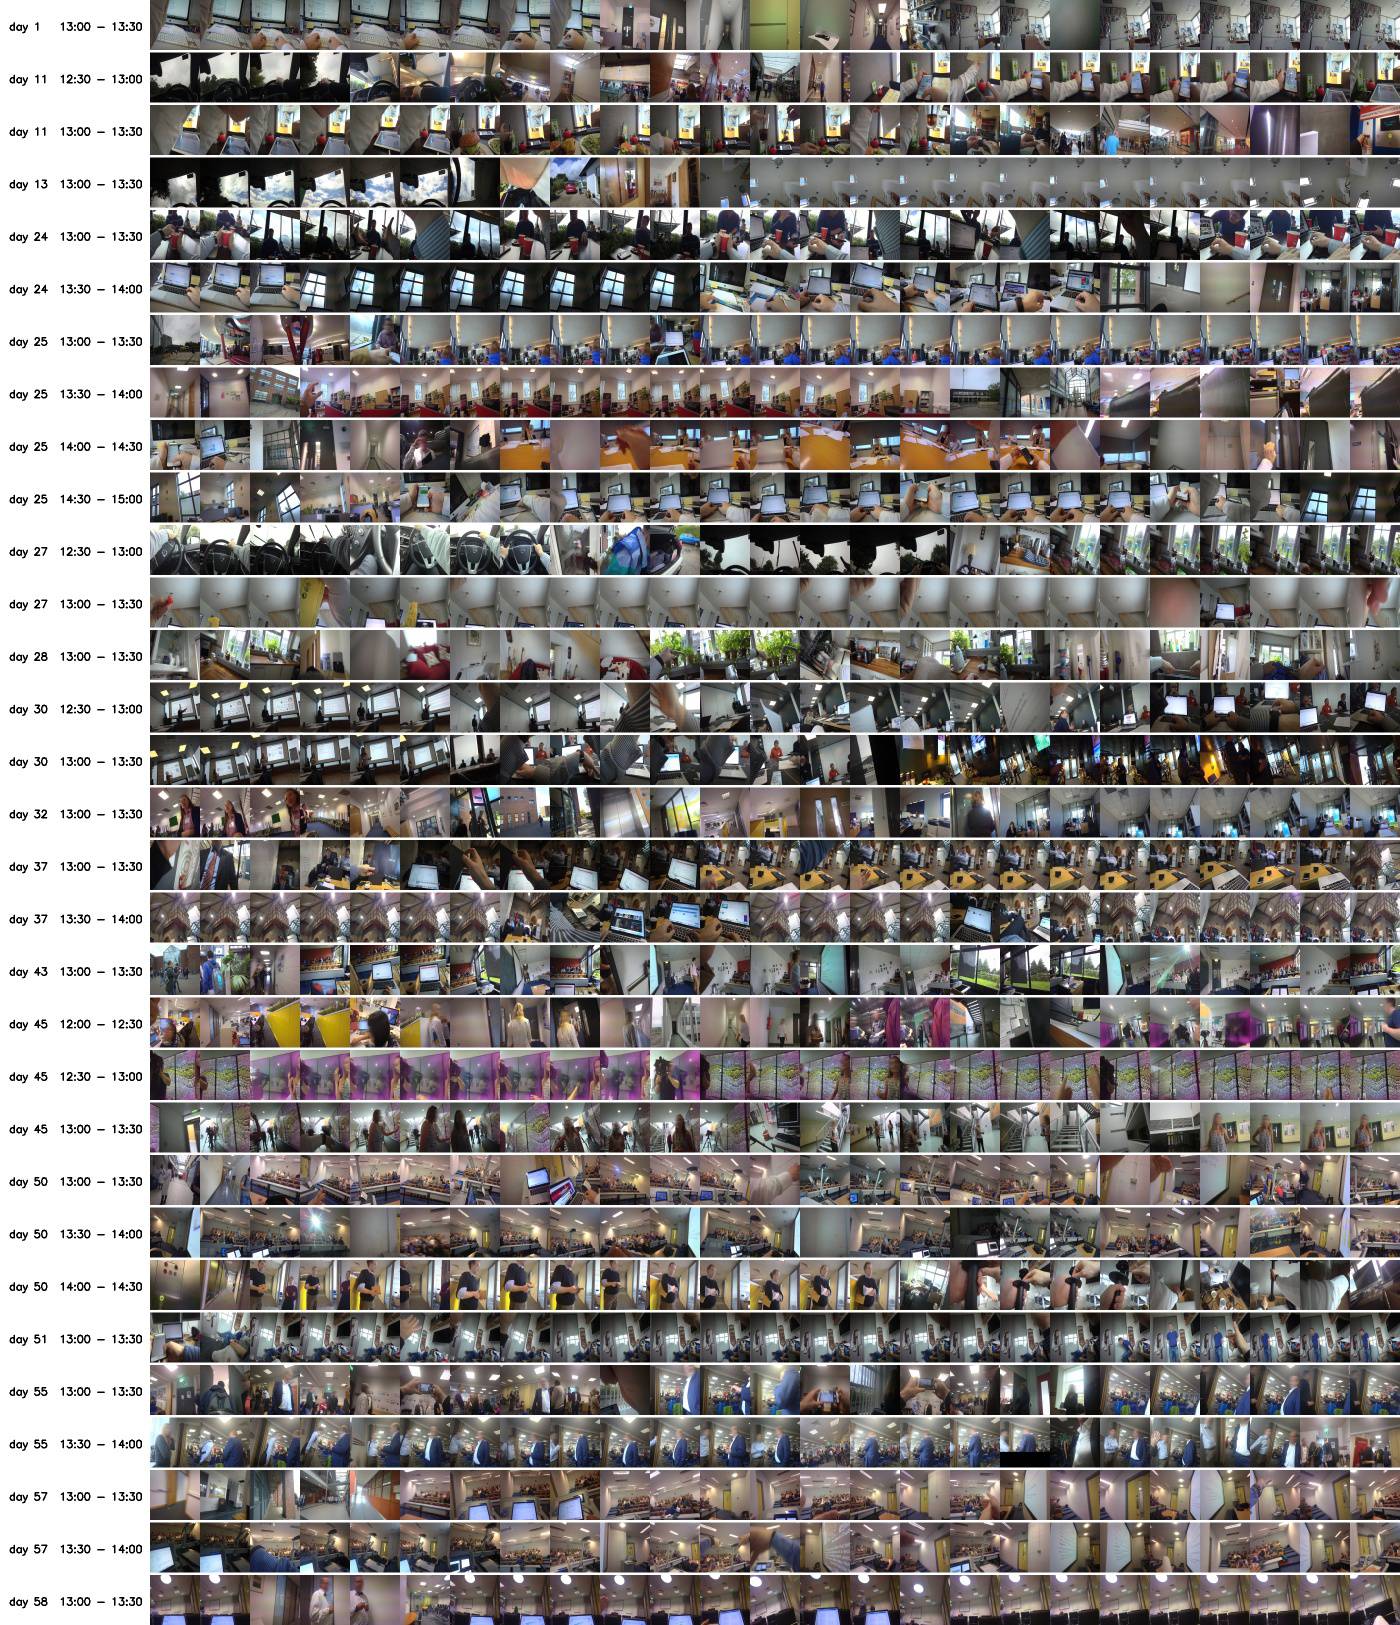 day 1 13:00 – 13:30
day 11 12:30 – 13:00
day 11 13:00 – 13:30
day 13 13:00 – 13:30
day 24 13:00 – 13:30
day 24 13:30 – 14:00
day 25 13:00 – 13:30
day 25 13:30 – 14:00
day 25 14:00 – 14:30
day 25 14:30 – 15:00
day 27 12:30 – 13:00
day 27 13:00 – 13:30
day 28 13:00 – 13:30
day 30 12:30 – 13:00
day 30 13:00 – 13:30
day 32 13:00 – 13:30
day 37 13:00 – 13:30
day 37 13:30 – 14:00
day 43 13:00 – 13:30
day 45 12:00 – 12:30
day 45 12:30 – 13:00
day 45 13:00 – 13:30
day 50 13:00 – 13:30
day 50 13:30 – 14:00
day 50 14:00 – 14:30
day 51 13:00 – 13:30
day 55 13:00 – 13:30
day 55 13:30 – 14:00
day 57 13:00 – 13:30
day 57 13:30 – 14:00
day 58 13:00 – 13:30